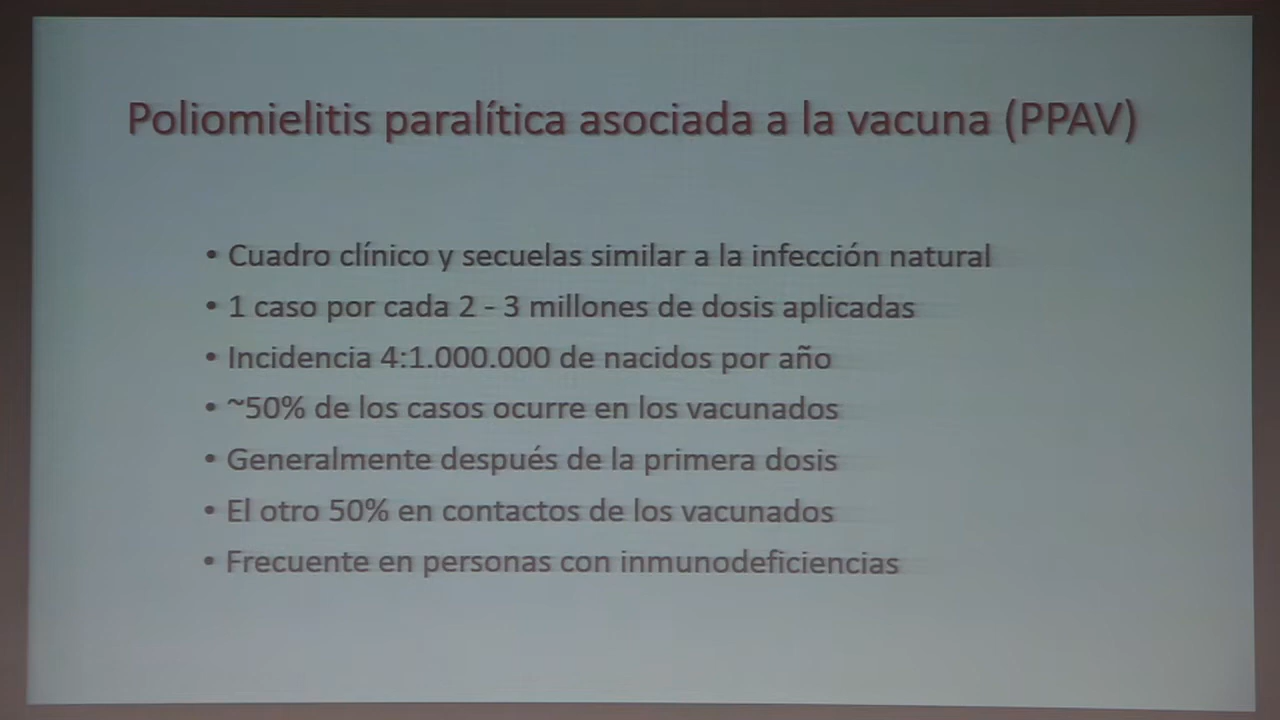 Poliomielitis paralítica asociada a la vacuna (PPAV)
• Cuadro clínico y secuelas similar a la infección natural
• 1 caso por cada 2 - 3 millones de dosis aplicadas
• Incidencia 4:1.000.000 de nacidos por año
• ~50% de los casos ocurre en los vacunados
• Generalmente después de la primera dosis
• El otro 50% en contactos de los vacunados
• Frecuente en personas con inmunodeficiencias